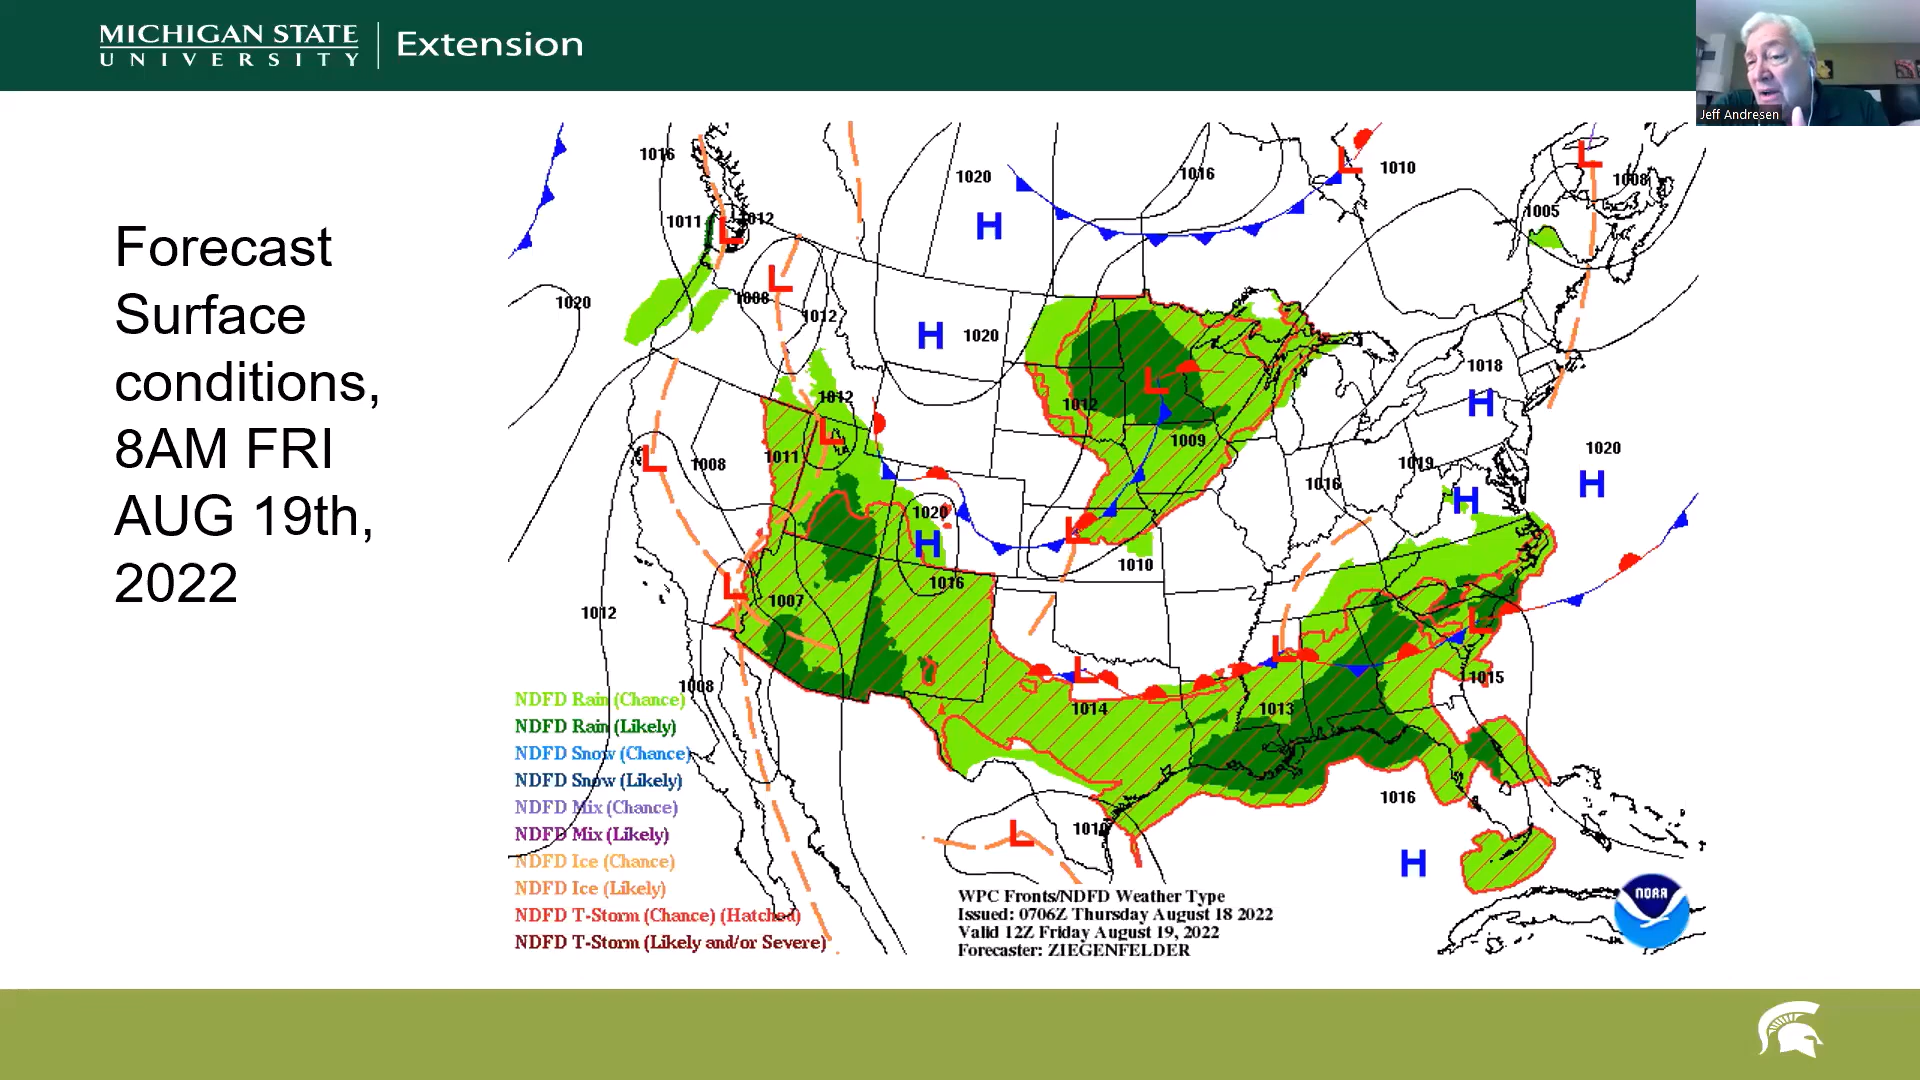 MICHIGAN STATE
UNIVERSITY
Extension
Jeff Andresen
Forecast
Surface
conditions,
8AM FRI
AUG 19th,
2022
1016
1020
1016
1010
1008
1011
1012
1005
H
L
1020
1008
1012
H
1020
1018
1012
1012
1009
H
1020
1011
1008
1019
1016
H
1020
H
1010
1016
1007
1012
1008
1014
1013
1015
1016
1010
H
NDFD Rain (Chance)
NDFD Rain (Likely)
NDFD Snow (Chance)
NDFD Snow (Likely)
NDFD Mix (Chance)
NDFD Mix (Likely)
NDFD Ice (Chance)
NDFD Ice (Likely)
NDFD T-Storm (Chance) (Hatched)
NDFD T-Storm (Likely and/or Severe)
WPC Fronts/NDFD Weather Type
Issued: 0706Z Thursday August 18 2022
Valid 12Z Friday August 19, 2022
Forecaster: ZIEGENFELDER
NOAA